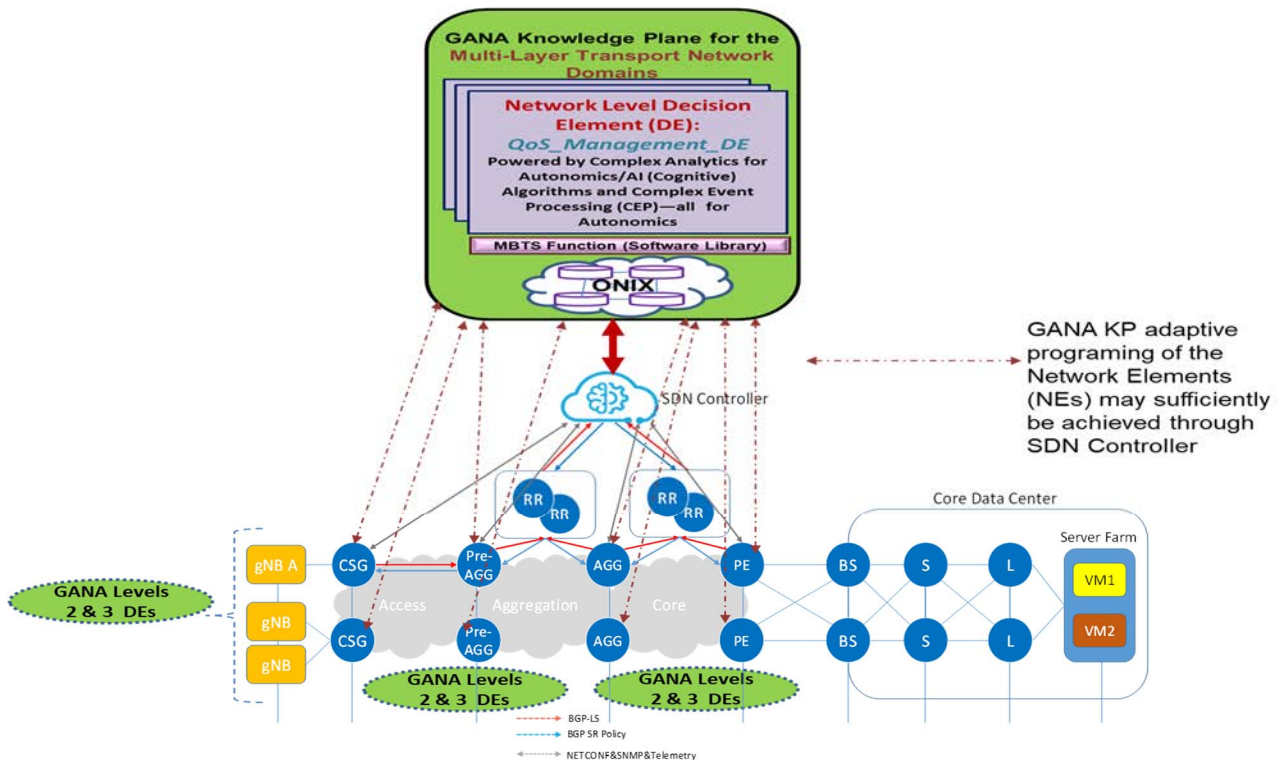 GANA Knowledge Plane for the
Multi-Layer Transport Network
Domains
Network Level Decision
Element (DE):
QoS_Management_DE
Powered by Complex Analytics for
Autonomics/AI (Cognitive)
Algorithms and Complex Event
Processing (CEP)—all for
Autonomics
MBTS Function (Software Library)
ONIX
GANA KP adaptive
programing of the
Network Elements
(NEs) may sufficiently
be achieved through
SDN Controller
SDN Controller
RR
RR
RR
RR
Core Data Center
Server Farm
gNB A
CSG
Pre-
AGG
AGG
PE
BS
S
L
VM1
GANA Levels
2 & 3 DEs
Access
Aggregation
Core
gNB
VM2
CSG
Pre-
AGG
AGG
PE
BS
S
L
gNB
GANA Levels
2 & 3 DEs
GANA Levels
2 & 3 DEs
BGP-LS
BGP SR Policy
NETCONF&SNMP&Telemetry